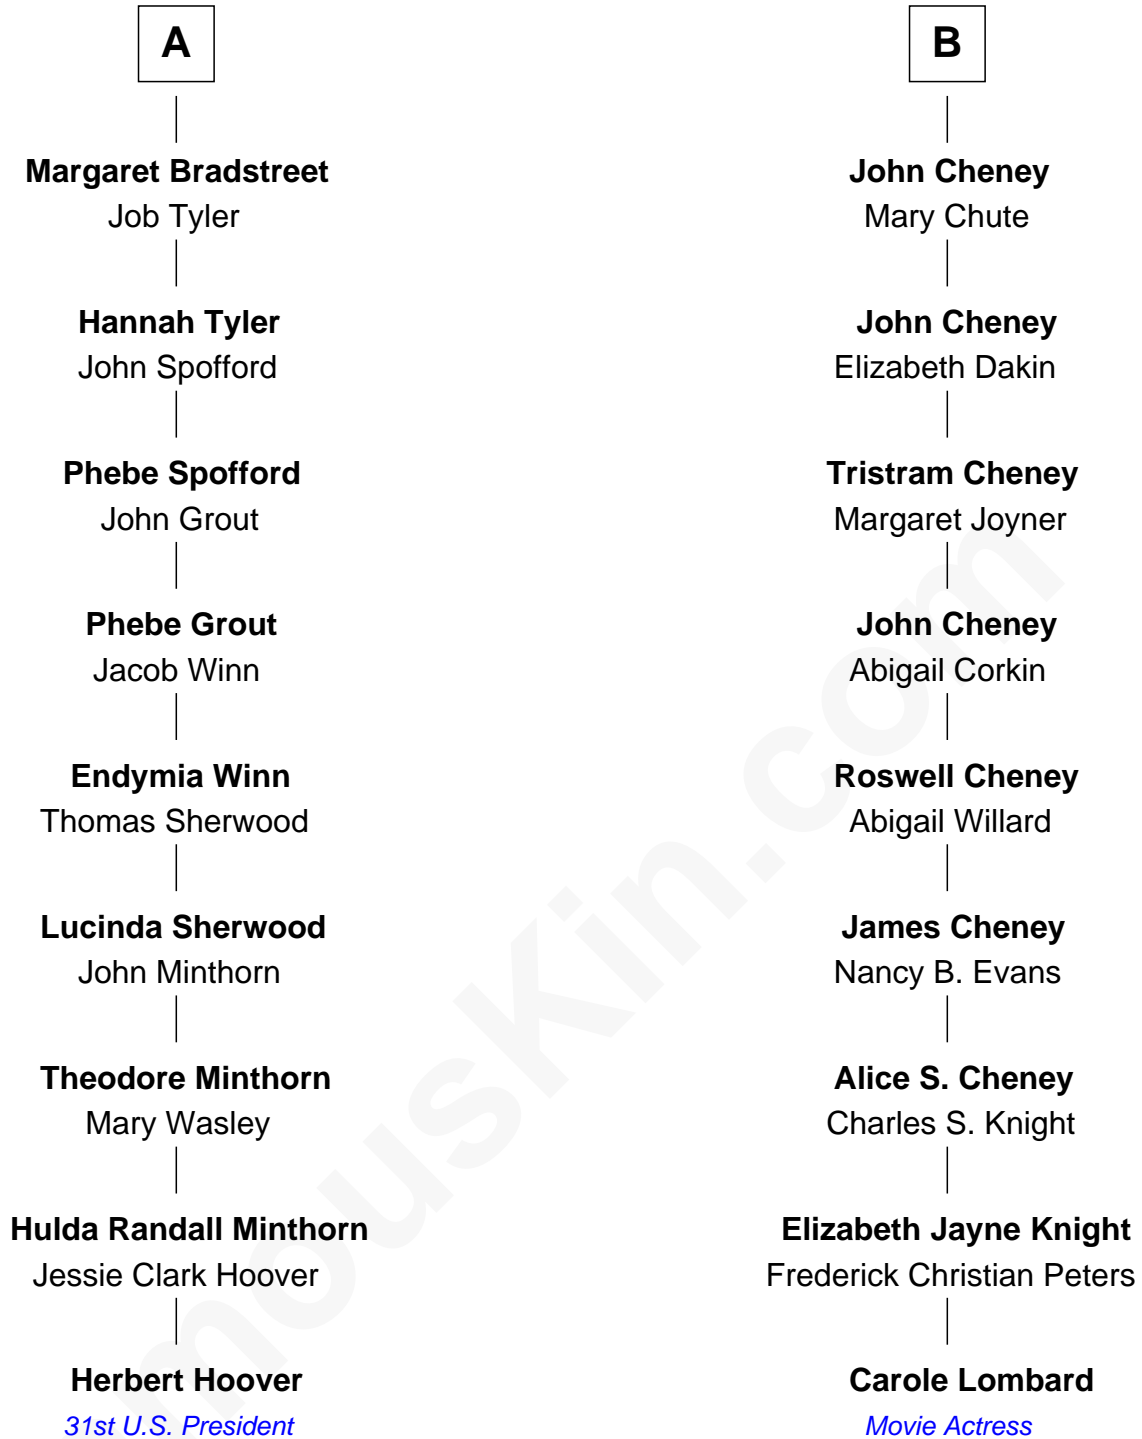 A
Margaret Bradstreet
Job Tyler
Hannah Tyler
John Spofford
Phebe Spofford
John Grout
Phebe Grout
Jacob Winn
Endymia Winn
Thomas Sherwood
Lucinda Sherwood
John Minthorn
Theodore Minthorn
Mary Wasley
Hulda Randall Minthorn
Jessie Clark Hoover
Herbert Hoover
31st U.S. President
B
John Cheney
Mary Chute
John Cheney
Elizabeth Dakin
Tristram Cheney
Margaret Joyner
John Cheney
Abigail Corkin
Roswell Cheney
Abigail Willard
James Cheney
Nancy B. Evans
Alice S. Cheney
Charles S. Knight
Elizabeth Jayne Knight
Frederick Christian Peters
Carole Lombard
Movie Actress
mousKin.com